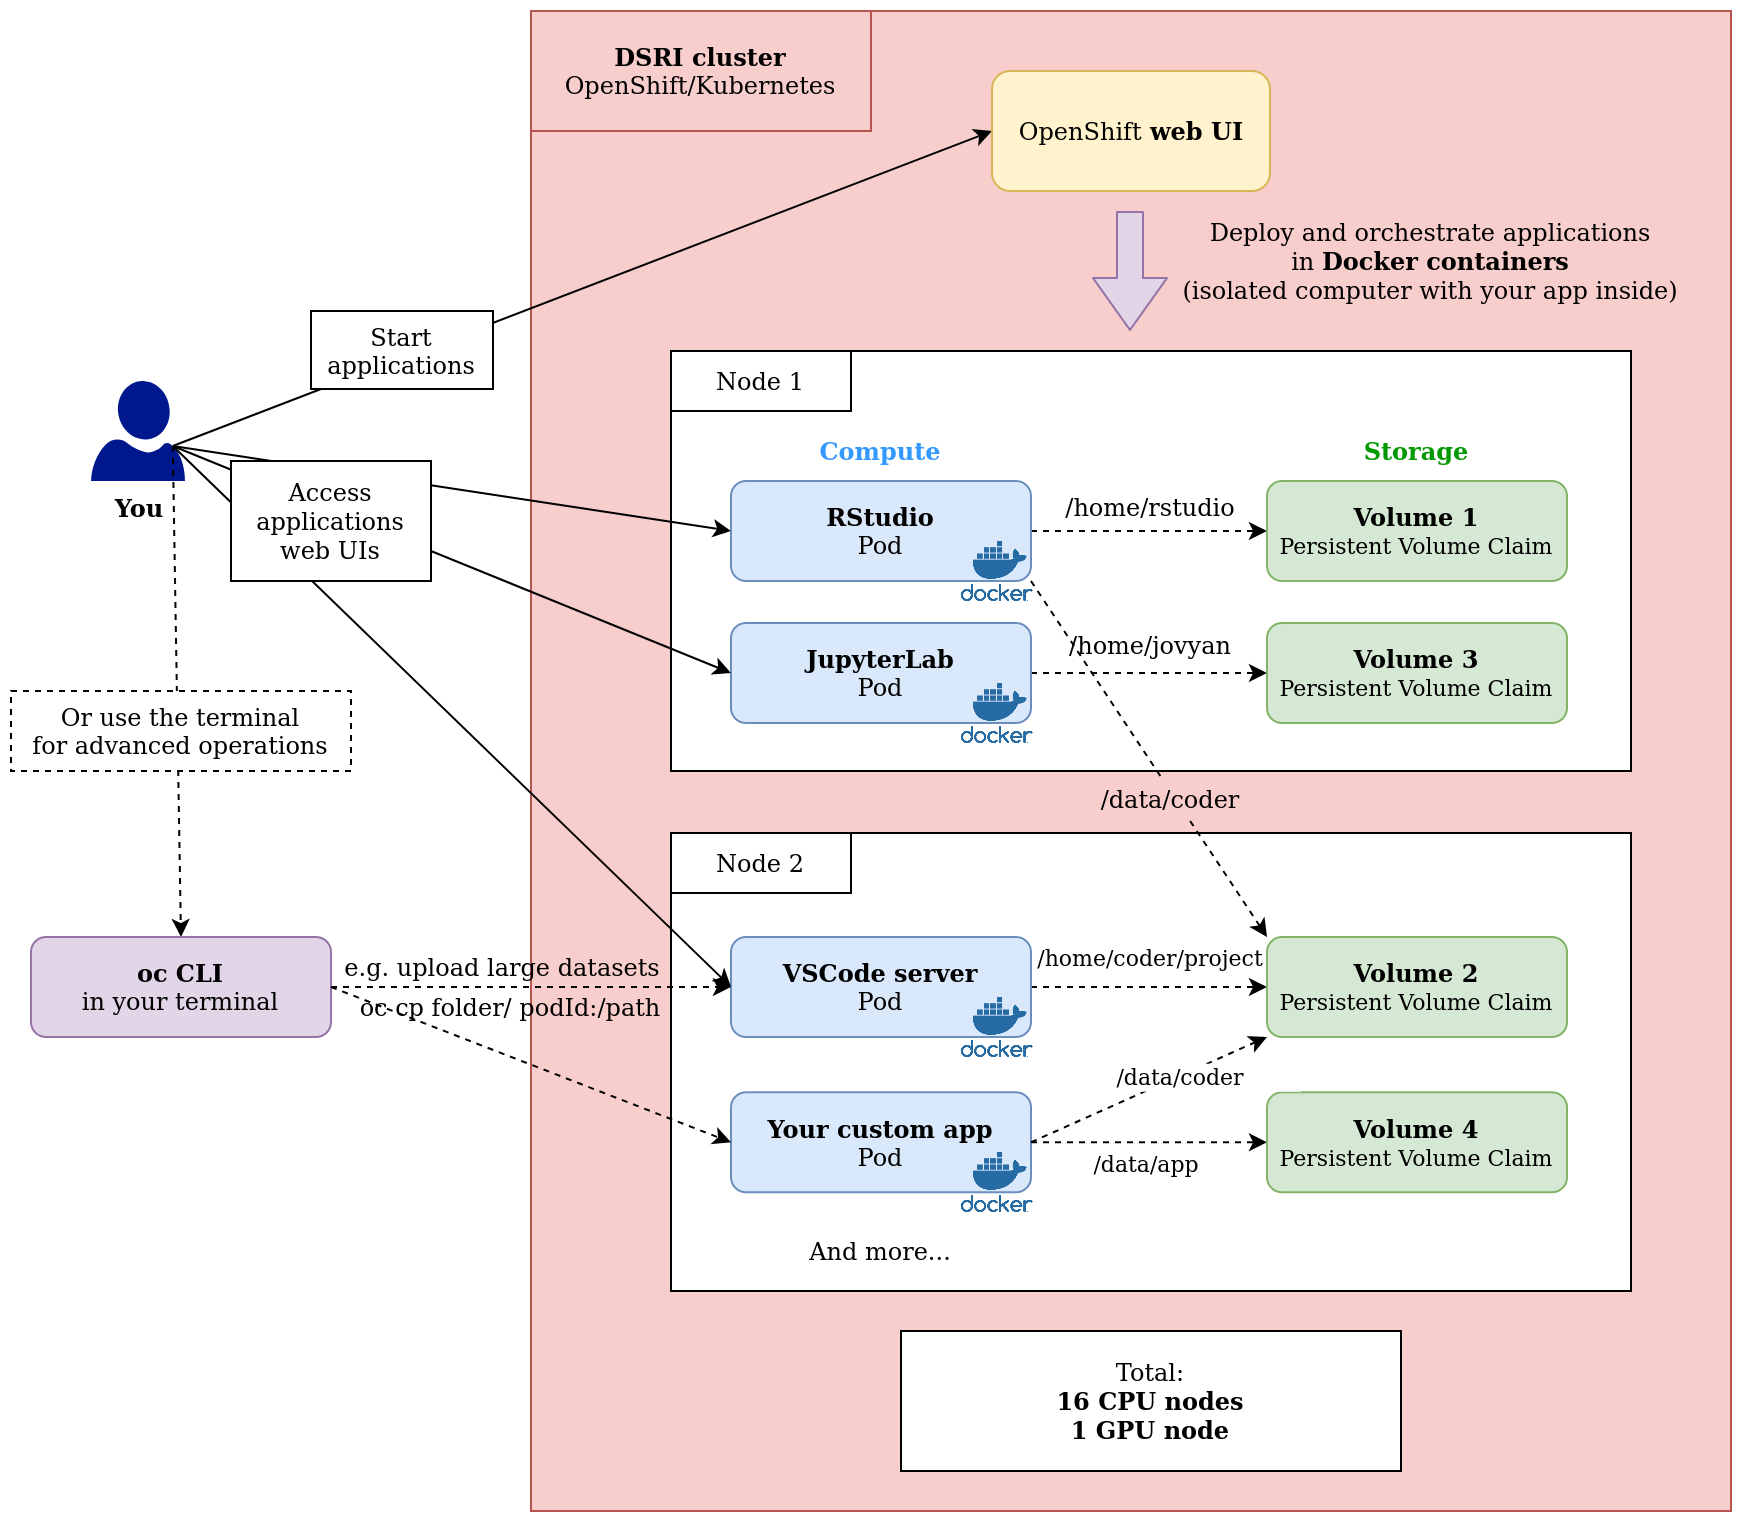 DSRI cluster
OpenShift/Kubernetes
OpenShift web UI
Deploy and orchestrate applications
in Docker containers
(isolated computer with your app inside)
Start
applications
You
Access
applications
web UIs
Or use the terminal
for advanced operations
oc CLI
in your terminal
e.g. upload large datasets
oc cp folder/ podId:/path
Node 1
Compute
Storage
RStudio
Pod
docker
/home/rstudio
Volume 1
Persistent Volume Claim
JupyterLab
Pod
docker
/home/jovyan
Volume 3
Persistent Volume Claim
/data/coder
Node 2
VSCode server
Pod
docker
/home/coder/project
Volume 2
Persistent Volume Claim
/data/coder
Your custom app
Pod
docker
/data/app
Volume 4
Persistent Volume Claim
And more...
Total:
16 CPU nodes
1 GPU node